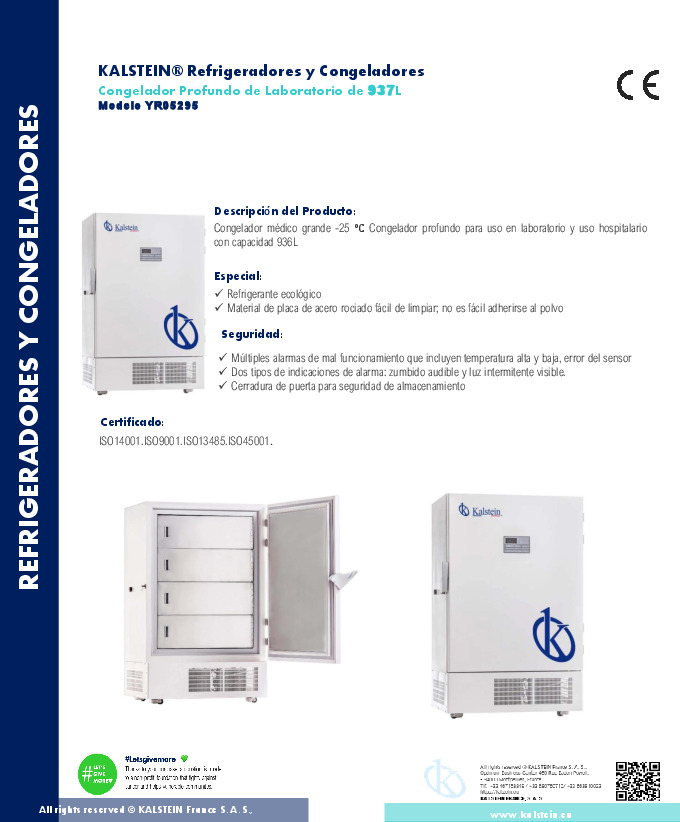 REFRIGERADORES Y CONGELADORES
KALSTEIN® Refrigeradores y Congeladores
Congelador Profundo de Laboratorio de 937L
Modelo YR05295
CE
Descripción del Producto:
Congelador médico grande -25 °C Congelador profundo para uso en laboratorio y uso hospitalario
con capacidad 936L
Especial:
✓ Refrigerante ecológico
✓ Material de placa de acero rociado fácil de limpiar; no es fácil adherirse al polvo
Seguridad:
✓ Múltiples alarmas de mal funcionamiento que incluyen temperatura alta y baja, error del sensor
✓ Dos tipos de indicaciones de alarma: zumbido audible y luz intermitente visible.
✓ Cerradura de puerta para seguridad de almacenamiento
Kalstein
Certificado:
ISO14001.ISO9001.ISO13485.ISO45001.
Kalstein
#Letsgivemore
# LET'S
GIVE
MONEY
All rights reserved © KALSTEIN France S. A. S.,
KALSTEIN FRANCE, S. A. S
All rights reserved © KALSTEIN France S. A. S.,
www.kalstein.eu